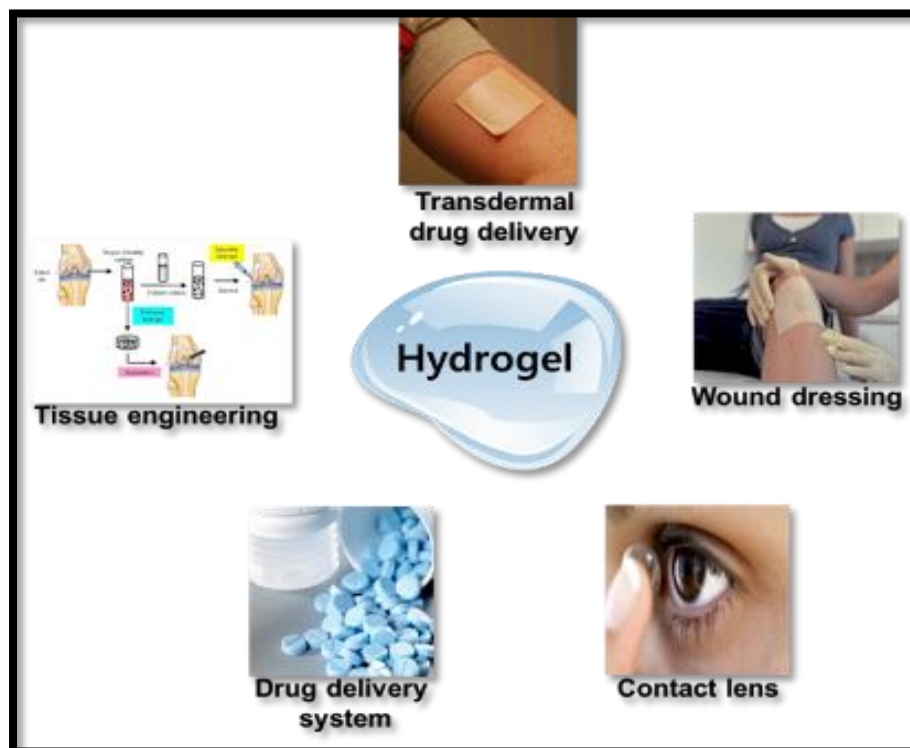 Transdermal
drug delivery
Hydrogel
Tissue engineering
Wound dressing
Drug delivery
system
Contact lens